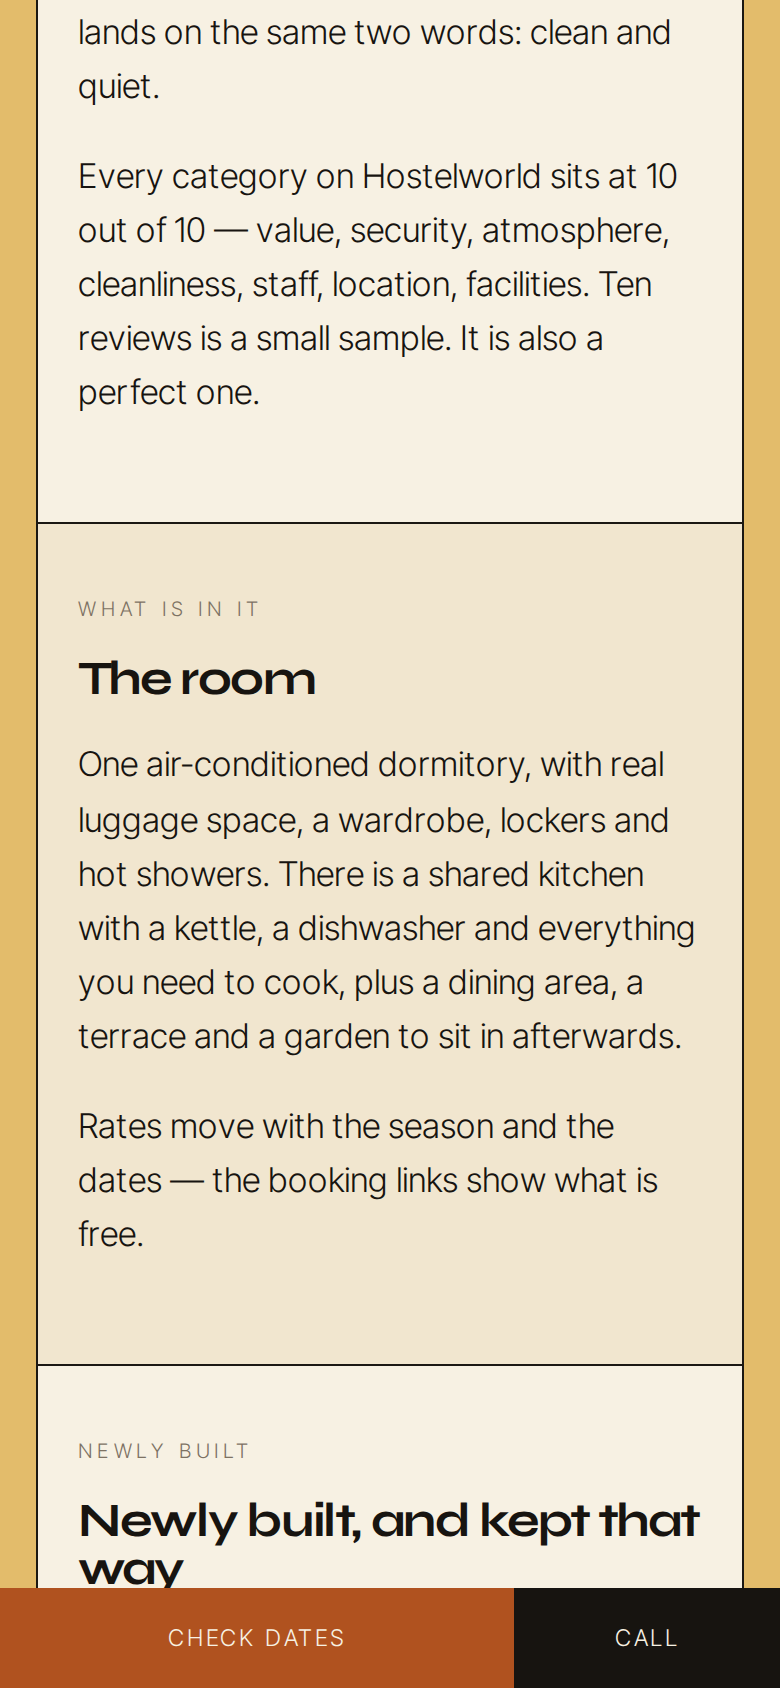 lands on the same two words: clean and
quiet.
Every category on Hostelworld sits at 10
out of 10 — value, security, atmosphere,
cleanliness, staff, location, facilities. Ten
reviews is a small sample. It is also a
perfect one.
WHAT IS IN IT
The room
One air-conditioned dormitory, with real
luggage space, a wardrobe, lockers and
hot showers. There is a shared kitchen
with a kettle, a dishwasher and everything
you need to cook, plus a dining area, a
terrace and a garden to sit in afterwards.
Rates move with the season and the
dates — the booking links show what is
free.
NEWLY BUILT
Newly built, and kept that
way
CHECK DATES
CALL